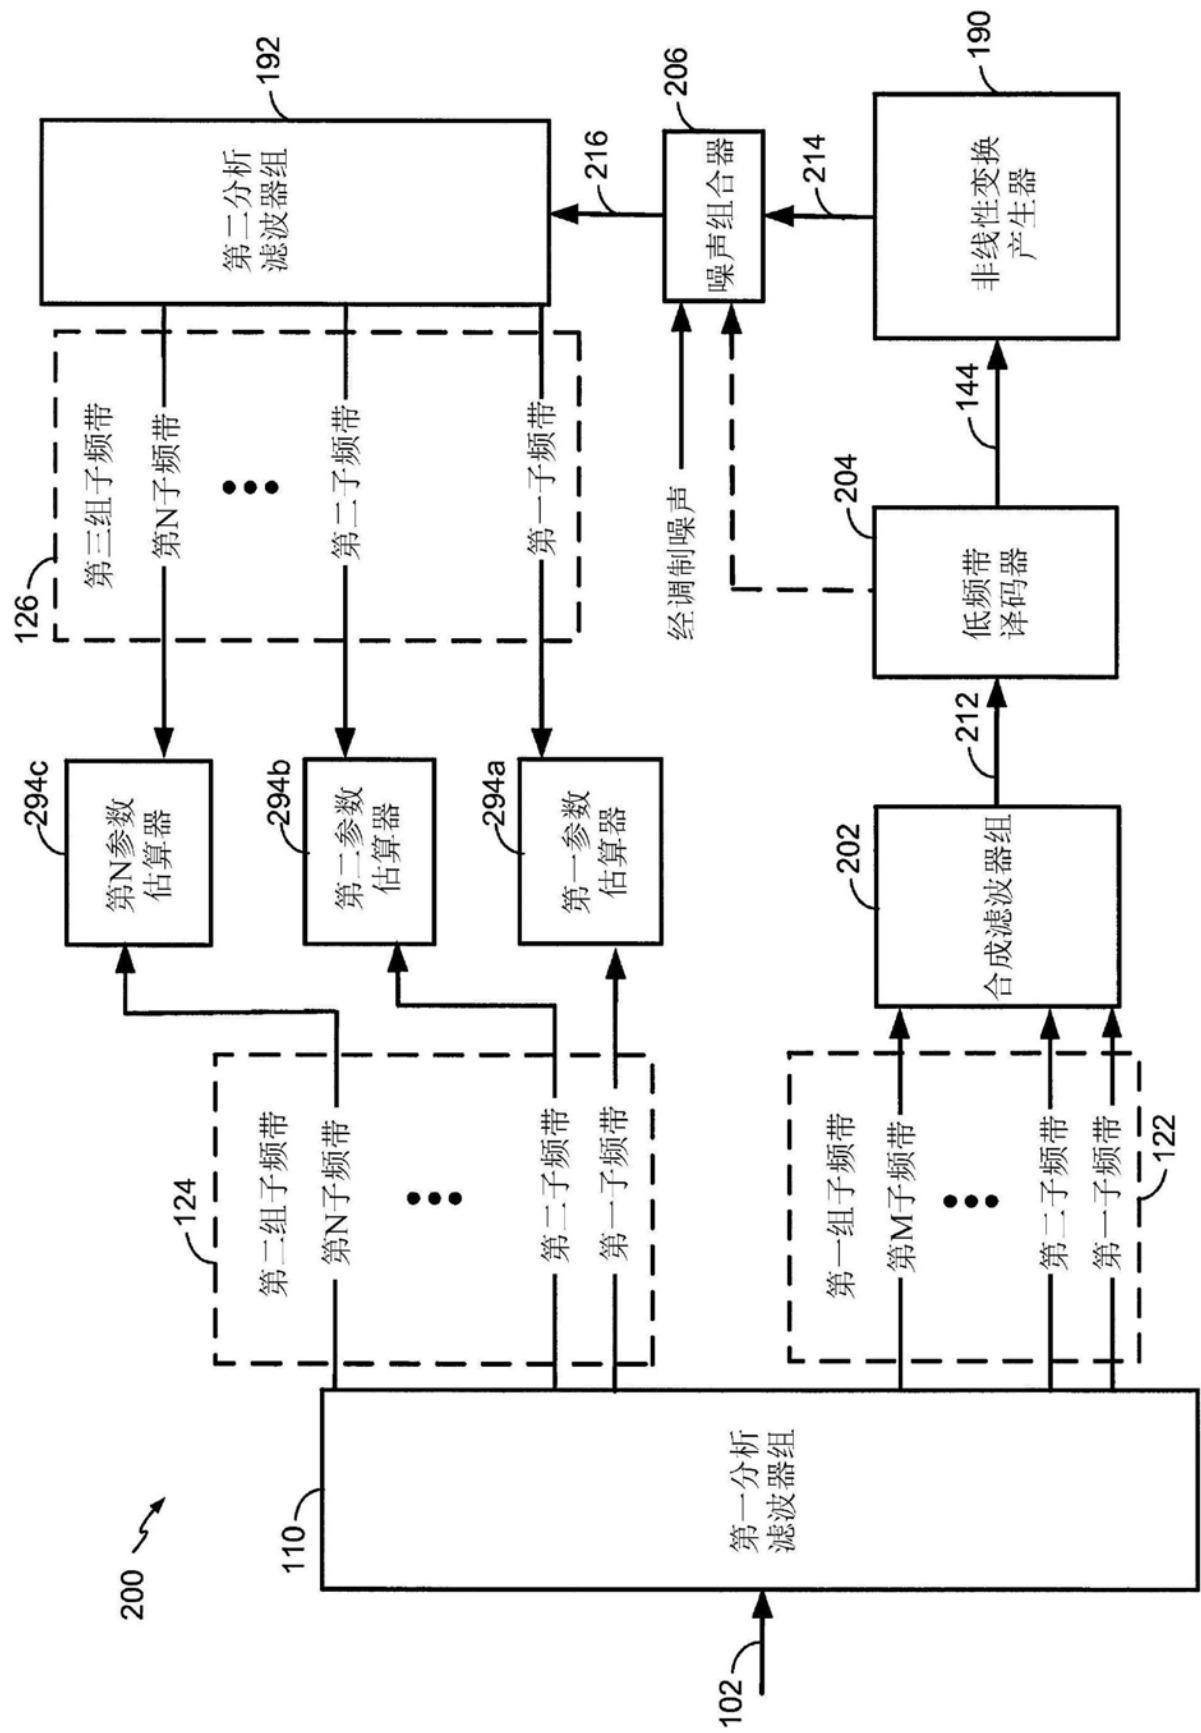 200
102
110
第一分析
滤波器组
124
第二组子频带
第N子频带
•••
第二子频带
第一子频带
第一组子频带
第M子频带
•••
第二子频带
第一子频带
122
294c
第N参数
估算器
294b
第二参数
估算器
294a
第一参数
估算器
202
合成滤波器组
212
126
第三组子频带
第N子频带
•••
第二子频带
第一子频带
经调制噪声
204
低频带
译码器
144
192
第二分析
滤波器组
216
206
噪声组合器
214
190
非线性变换
产生器